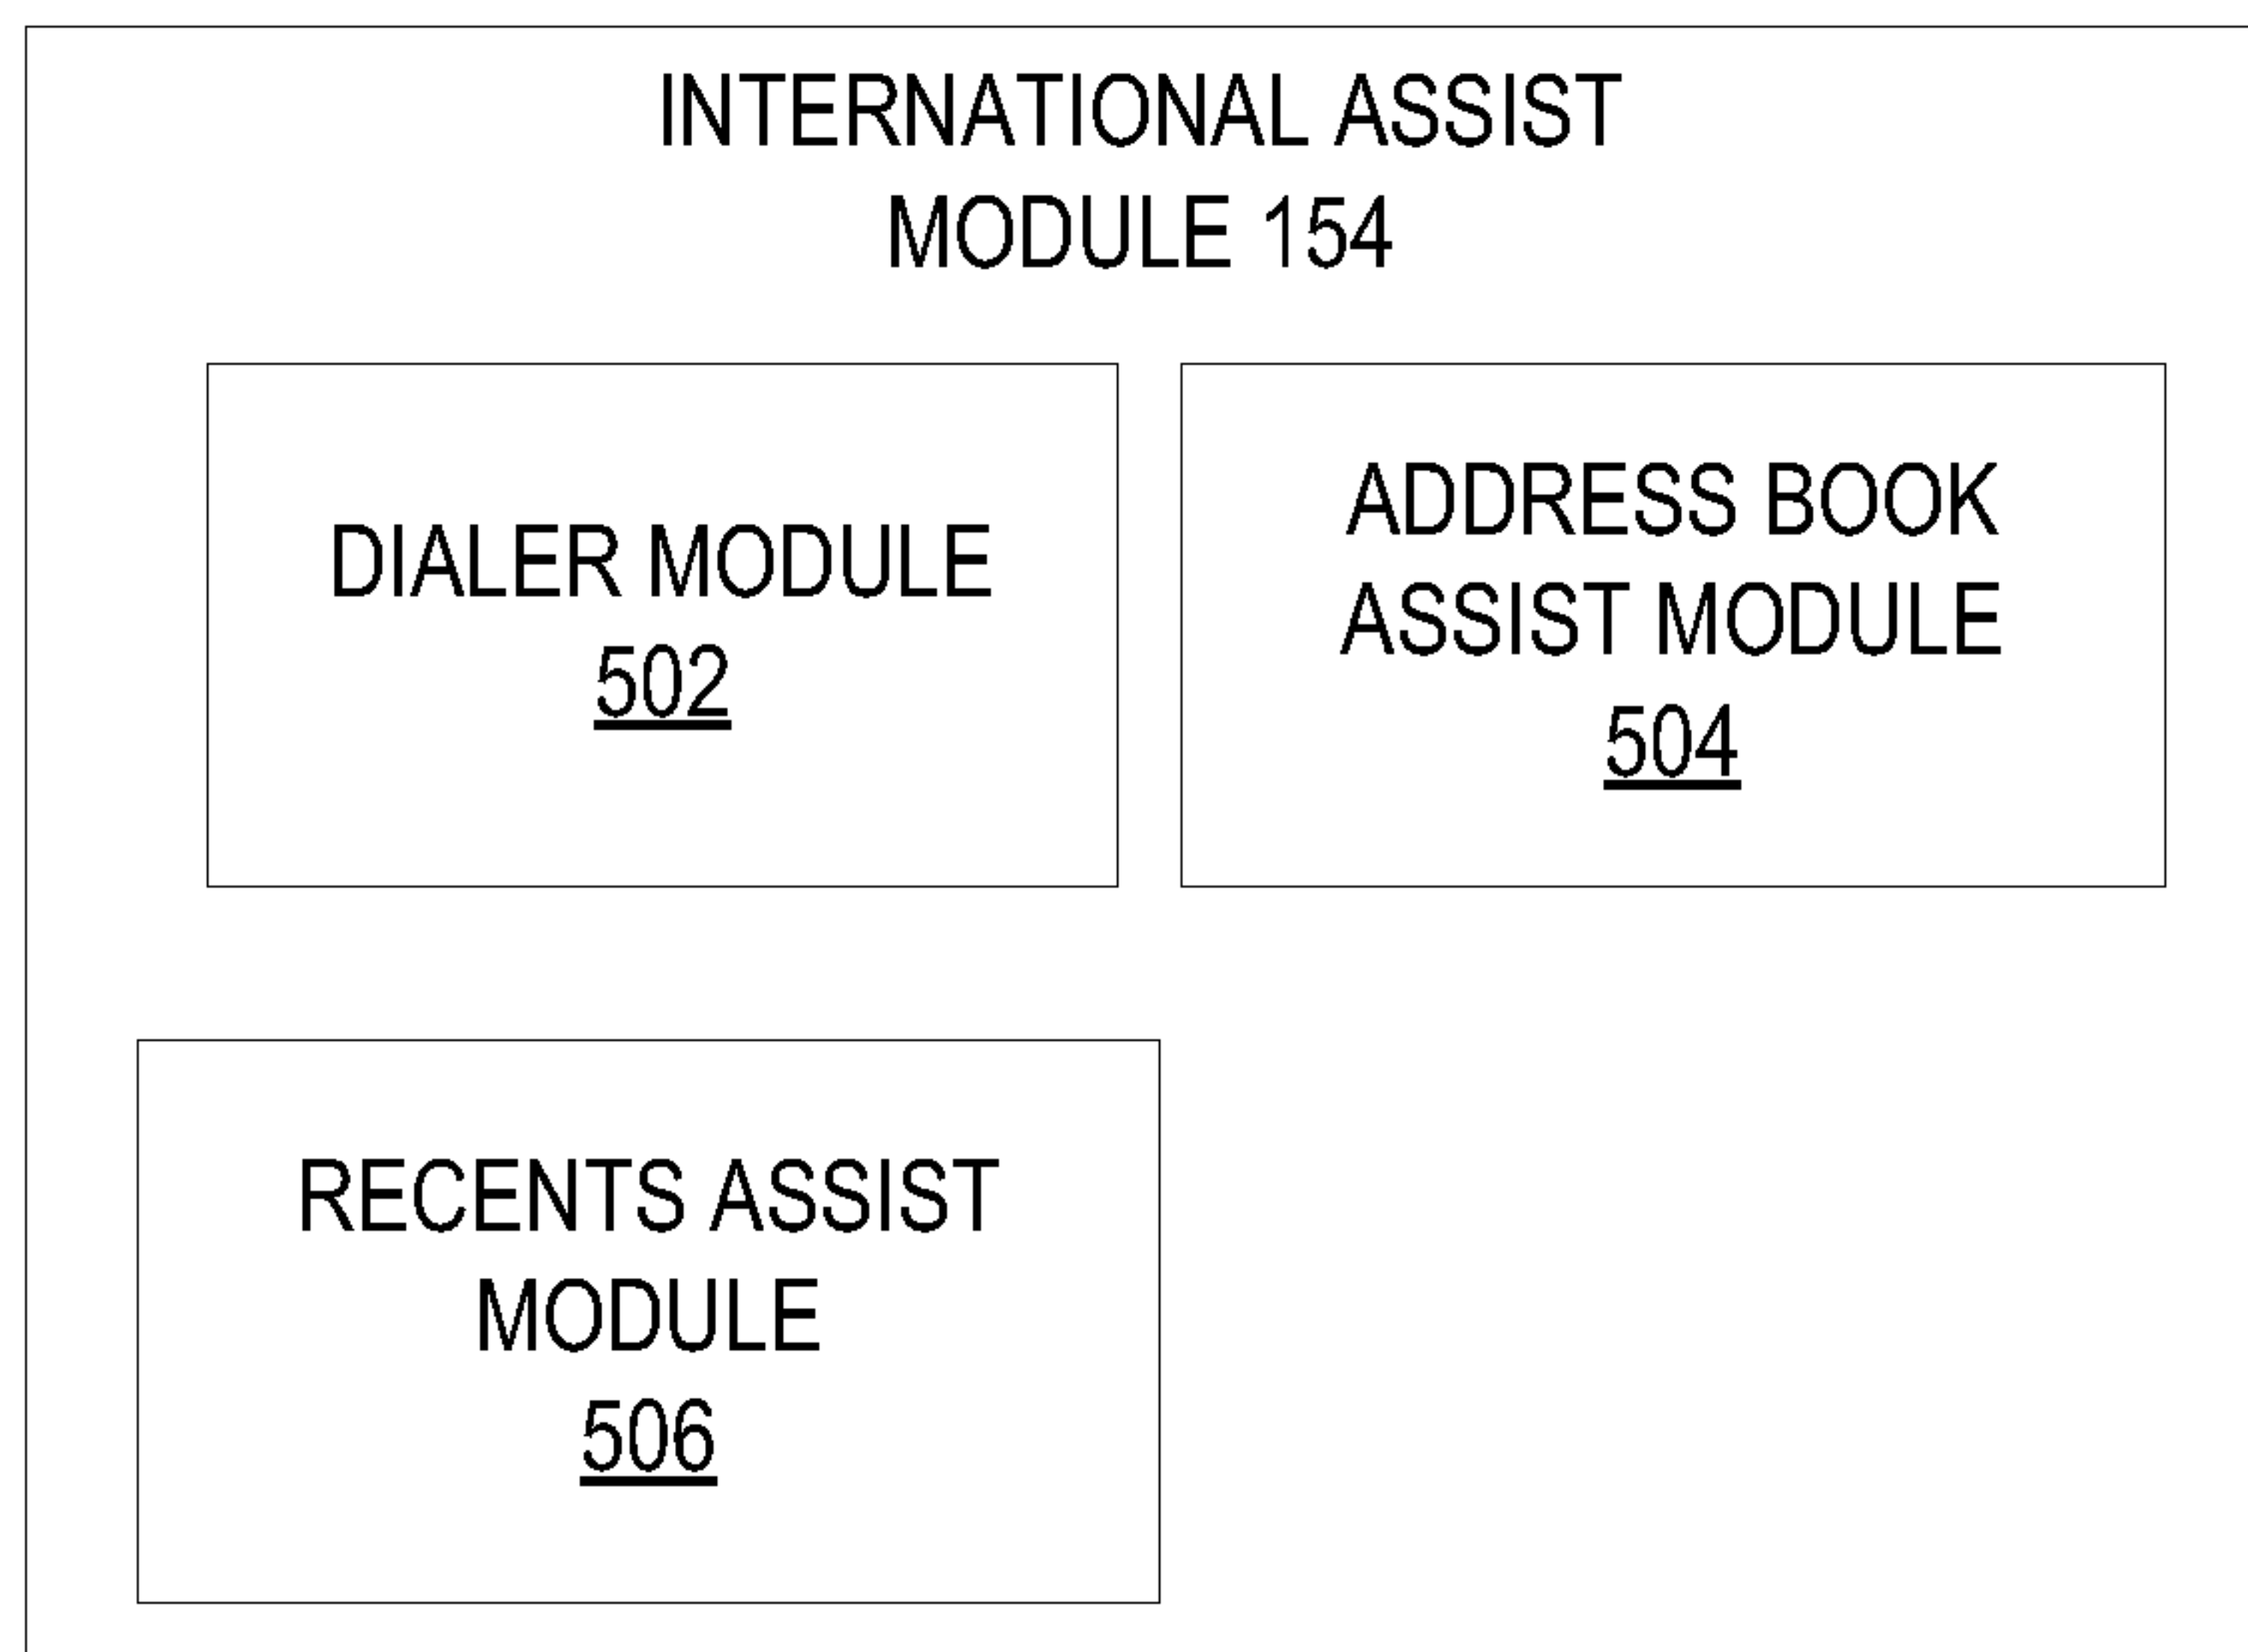 INTERNATIONAL ASSIST
MODULE 154
DIALER MODULE
502
ADDRESS BOOK
ASSIST MODULE
504
RECENTS ASSIST
MODULE
506